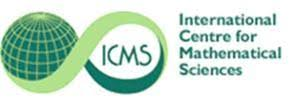 ICMS
International
Centre for
Mathematical
Sciences